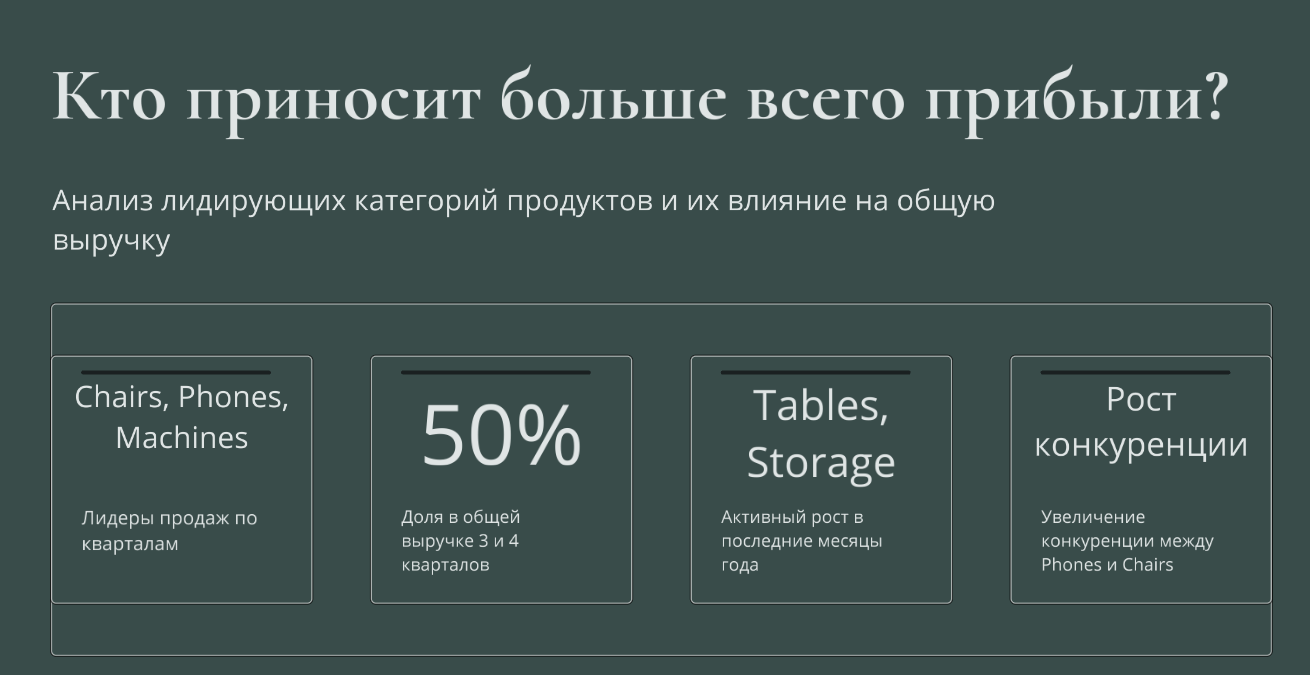 Кто приносит больше всего прибыли?
Анализ лидирующих категорий продуктов и их влияние на общую
выручку
Chairs, Phones,
Machines
Лидеры продаж по
кварталам
50%
Доля в общей
выручке 3 и 4
кварталов
Tables,
Storage
Активный рост в
последние месяцы
года
Рост
конкуренции
Увеличение
конкуренции между
Phones и Chairs